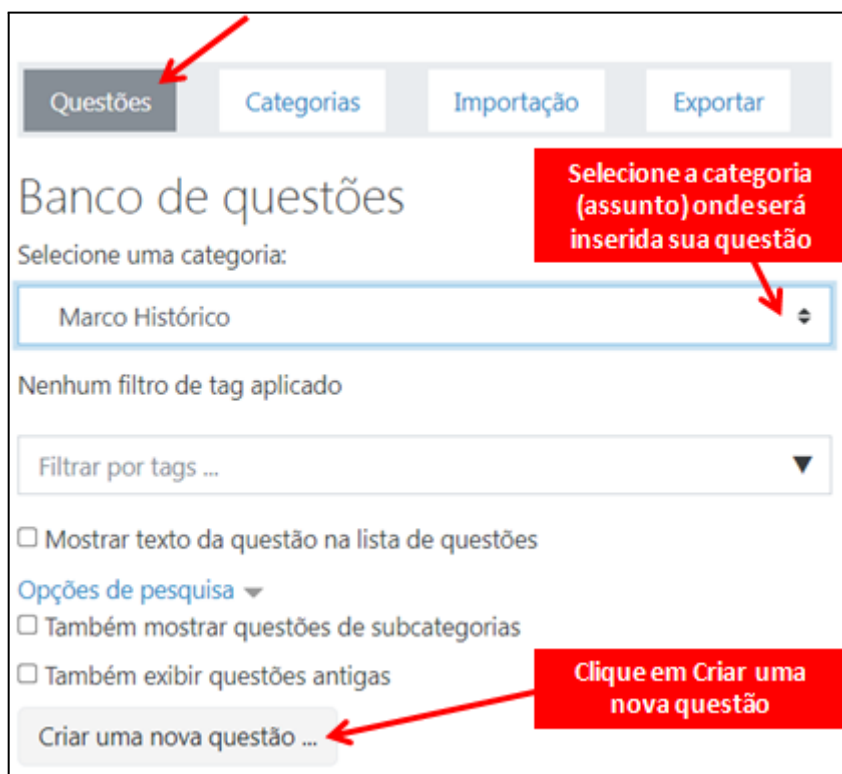 Questões Categorias Importação Exportar
Selecione a categoria
(assunto) onde será
inserida sua questão
Banco de questões
Selecione uma categoria:
Marco Histórico
Nenhum filtro de tag aplicado
Filtrar por tags ...
Mostrar texto da questão na lista de questões
Opções de pesquisa
Também mostrar questões de subcategorias
Também exibir questões antigas
Clique em Criar uma
nova questão
Criar uma nova questão ...